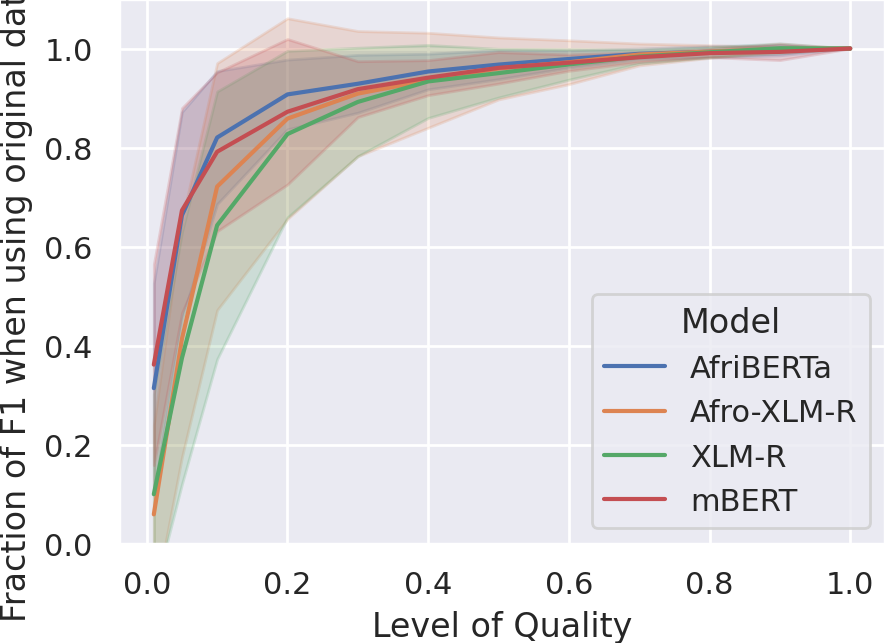 Fraction of F1 when using original dat
1.0
0.8
0.6
0.4
0.2
0.0
0.0 0.2 0.4 0.6 0.8 1.0
Level of Quality
Model
AfriBERTa
Afro-XLM-R
XLM-R
mBERT